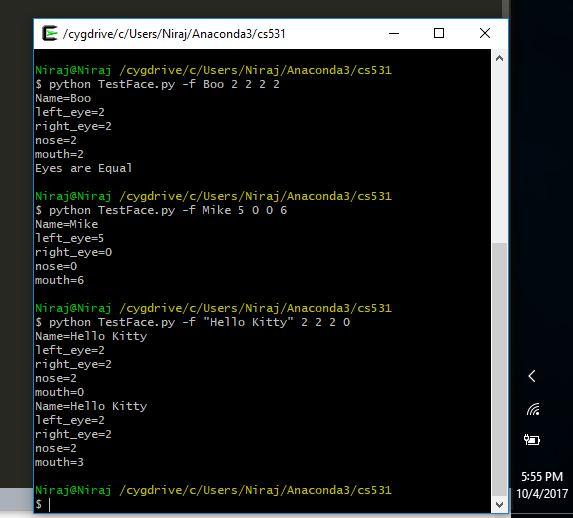 /cygdrive/c/Users/Niraj/Anaconda3/cs531
Niraj@Niraj /cygdrive/c/Users/Niraj/Anaconda3/cs531
$ python TestFace.py -f Boo 2 2 2 2
Name=Boo
left_eye=2
right_eye=2
nose=2
mouth=2
Eyes are Equal
Niraj@Niraj /cygdrive/c/Users/Niraj/Anaconda3/cs531
$ python TestFace.py -f Mike 5 0 0 6
Name=Mike
left_eye=5
right_eye=0
nose=0
mouth=6
Niraj@Niraj /cygdrive/c/Users/Niraj/Anaconda3/cs531
$ python TestFace.py -f "Hello Kitty" 2 2 2 0
Name=Hello Kitty
left_eye=2
right_eye=2
nose=2
mouth=0
Name=Hello Kitty
left_eye=2
right_eye=2
nose=2
mouth=3
Niraj@Niraj /cygdrive/c/Users/Niraj/Anaconda3/cs531
$
5:55 PM
10/4/2017